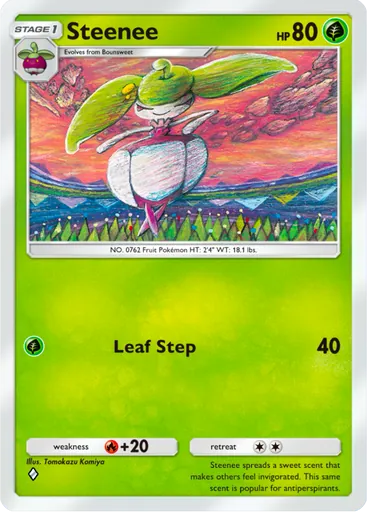 STAGE 1
Steenee
HP 80
Evolves from Bounsweet
NO. 0762 Fruit Pokémon HT: 2'4" WT: 18.1 lbs.
Leaf Step 40
weakness +20 retreat
Illus. Tomokazu Komiya
Steenee spreads a sweet scent that
makes others feel invigorated. This same
scent is popular for antiperspirants.